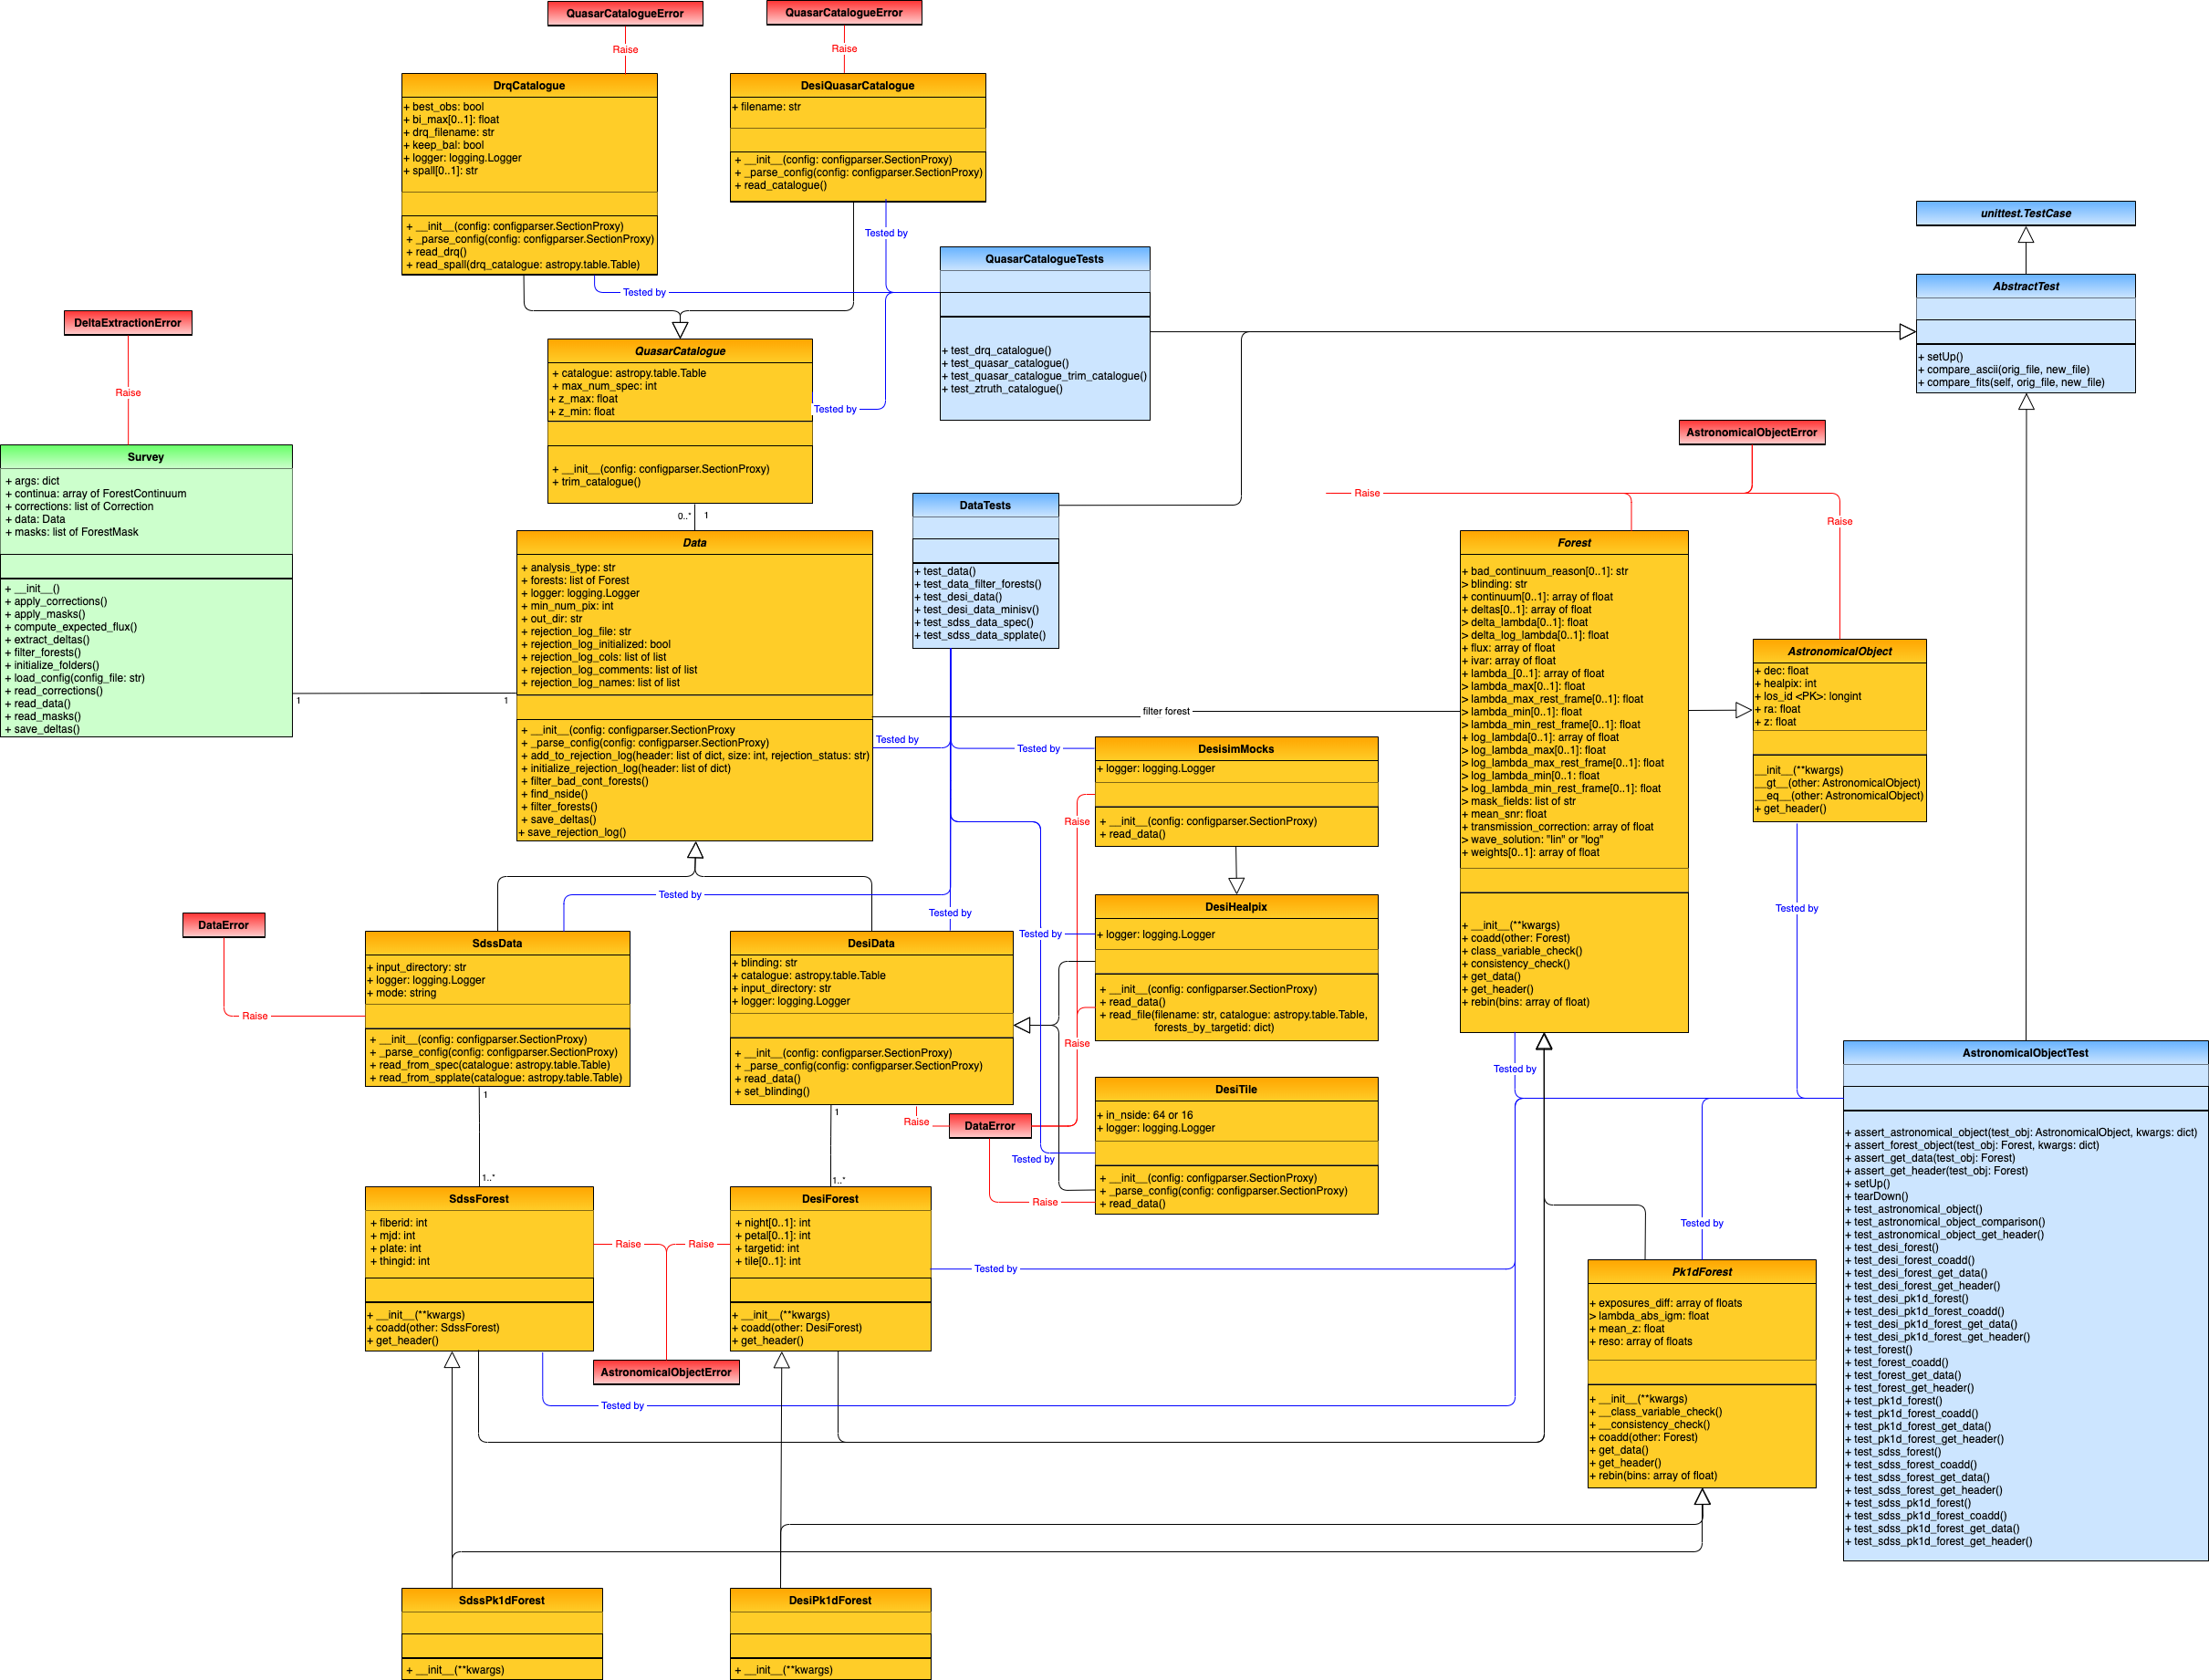 QuasarCatalogueError
Raise
QuasarCatalogueError
Raise
DrqCatalogue
+ best_obs: bool
+ bi_max[0..1]: float
+ drq_filename: str
+ keep_bal: bool
+ logger: logging.Logger
+ spall[0..1]: str
+ __init__(config: configparser.SectionProxy)
+ _parse_config(config: configparser.SectionProxy)
+ read_drq()
+ read_spall(drq_catalogue: astropy.table.Table)
DesiQuasarCatalogue
+ filename: str
+ __init__(config: configparser.SectionProxy)
+ _parse_config(config: configparser.SectionProxy)
+ read_catalogue()
Tested by
Tested by
Tested by
QuasarCatalogueTests
+ test_drq_catalogue()
+ test_quasar_catalogue()
+ test_quasar_catalogue_trim_catalogue()
+ test_ztruth_catalogue()
unittest.TestCase
AbstractTest
+ setUp()
+ compare_ascii(orig_file, new_file)
+ compare_fits(self, orig_file, new_file)
DeltaExtractionError
Raise
QuasarCatalogue
+ catalogue: astropy.table.Table
+ max_num_spec: int
+ z_max: float
+ z_min: float
+ __init__(config: configparser.SectionProxy)
+ trim_catalogue()
0..*
1
Survey
+ args: dict
+ continua: array of ForestContinuum
+ corrections: list of Correction
+ data: Data
+ masks: list of ForestMask
+ __init__()
+ apply_corrections()
+ apply_masks()
+ compute_expected_flux()
+ extract_deltas()
+ filter_forests()
+ initialize_folders()
+ load_config(config_file: str)
+ read_corrections()
+ read_data()
+ read_masks()
+ save_deltas()
1
1
Data
+ analysis_type: str
+ forests: list of Forest
+ logger: logging.Logger
+ min_num_pix: int
+ out_dir: str
+ rejection_log_file: str
+ rejection_log_initialized: bool
+ rejection_log_cols: list of list
+ rejection_log_comments: list of list
+ rejection_log_names: list of list
+ __init__(config: configparser.SectionProxy
+ _parse_config(config: configparser.SectionProxy)
+ add_to_rejection_log(header: list of dict, size: int, rejection_status: str)
+ initialize_rejection_log(header: list of dict)
+ filter_bad_cont_forests()
+ find_nside()
+ filter_forests()
+ save_deltas()
+ save_rejection_log()
DataTests
+ test_data()
+ test_data_filter_forests()
+ test_desi_data()
+ test_desi_data_minisv()
+ test_sdss_data_spec()
+ test_sdss_data_spplate()
filter forest
Tested by
Tested by
Tested by
Tested by
Tested by
Tested by
AstronomicalObjectError
Raise
Raise
Forest
+ bad_continuum_reason[0..1]: str
> blinding: str
+ continuum[0..1]: array of float
+ deltas[0..1]: array of float
> delta_lambda[0..1]: float
> delta_log_lambda[0..1]: float
+ flux: array of float
+ ivar: array of float
+ lambda_[0..1]: array of float
> lambda_max[0..1]: float
> lambda_max_rest_frame[0..1]: float
> lambda_min[0..1]: float
> lambda_min_rest_frame[0..1]: float
+ log_lambda[0..1]: array of float
> log_lambda_max[0..1]: float
> log_lambda_max_rest_frame[0..1]: float
> log_lambda_min[0..1: float
> log_lambda_min_rest_frame[0..1]: float
> mask_fields: list of str
+ mean_snr: float
+ transmission_correction: array of float
> wave_solution: "lin" or "log"
+ weights[0..1]: array of float
+ __init__(**kwargs)
+ coadd(other: Forest)
+ class_variable_check()
+ consistency_check()
+ get_data()
+ get_header()
+ rebin(bins: array of float)
AstronomicalObject
+ dec: float
+ healpix: int
+ los_id <PK>: longint
+ ra: float
+ z: float
__init__(**kwargs)
__gt__(other: AstronomicalObject)
__eq__(other: AstronomicalObject)
+ get_header()
DesisimMocks
+ logger: logging.Logger
+ __init__(config: configparser.SectionProxy)
+ read_data()
Raise
DesiHealpix
+ logger: logging.Logger
+ __init__(config: configparser.SectionProxy)
+ read_data()
+ read_file(filename: str, catalogue: astropy.table.Table,
forests_by_targetid: dict)
Raise
DesiTile
+ in_nside: 64 or 16
+ logger: logging.Logger
+ __init__(config: configparser.SectionProxy)
+ _parse_config(config: configparser.SectionProxy)
+ read_data()
DataError
Raise
Raise
DataError
Raise
SdssData
+ input_directory: str
+ logger: logging.Logger
+ mode: string
+ __init__(config: configparser.SectionProxy)
+ _parse_config(config: configparser.SectionProxy)
+ read_from_spec(catalogue: astropy.table.Table)
+ read_from_spplate(catalogue: astropy.table.Table)
1
1..*
DesiData
+ blinding: str
+ catalogue: astropy.table.Table
+ input_directory: str
+ logger: logging.Logger
+ __init__(config: configparser.SectionProxy)
+ _parse_config(config: configparser.SectionProxy)
+ read_data()
+ set_blinding()
1
1..*
SdssForest
+ fiberid: int
+ mjd: int
+ plate: int
+ thingid: int
+ __init__(**kwargs)
+ coadd(other: SdssForest)
+ get_header()
Raise
Raise
AstronomicalObjectError
DesiForest
+ night[0..1]: int
+ petal[0..1]: int
+ targetid: int
+ tile[0..1]: int
+ __init__(**kwargs)
+ coadd(other: DesiForest)
+ get_header()
Tested by
Tested by
Tested by
Tested by
Tested by
Pk1dForest
+ exposures_diff: array of floats
> lambda_abs_igm: float
+ mean_z: float
+ reso: array of floats
+ __init__(**kwargs)
+ __class_variable_check()
+ __consistency_check()
+ coadd(other: Forest)
+ get_data()
+ get_header()
+ rebin(bins: array of float)
AstronomicalObjectTest
+ assert_astronomical_object(test_obj: AstronomicalObject, kwargs: dict)
+ assert_forest_object(test_obj: Forest, kwargs: dict)
+ assert_get_data(test_obj: Forest)
+ assert_get_header(test_obj: Forest)
+ setUp()
+ tearDown()
+ test_astronomical_object()
+ test_astronomical_object_comparison()
+ test_astronomical_object_get_header()
+ test_desi_forest()
+ test_desi_forest_coadd()
+ test_desi_forest_get_data()
+ test_desi_forest_get_header()
+ test_desi_pk1d_forest()
+ test_desi_pk1d_forest_coadd()
+ test_desi_pk1d_forest_get_data()
+ test_desi_pk1d_forest_get_header()
+ test_forest()
+ test_forest_coadd()
+ test_forest_get_data()
+ test_forest_get_header()
+ test_pk1d_forest()
+ test_pk1d_forest_coadd()
+ test_pk1d_forest_get_data()
+ test_pk1d_forest_get_header()
+ test_sdss_forest()
+ test_sdss_forest_coadd()
+ test_sdss_forest_get_data()
+ test_sdss_forest_get_header()
+ test_sdss_pk1d_forest()
+ test_sdss_pk1d_forest_coadd()
+ test_sdss_pk1d_forest_get_data()
+ test_sdss_pk1d_forest_get_header()
SdssPk1dForest
+ __init__(**kwargs)
DesiPk1dForest
+ __init__(**kwargs)